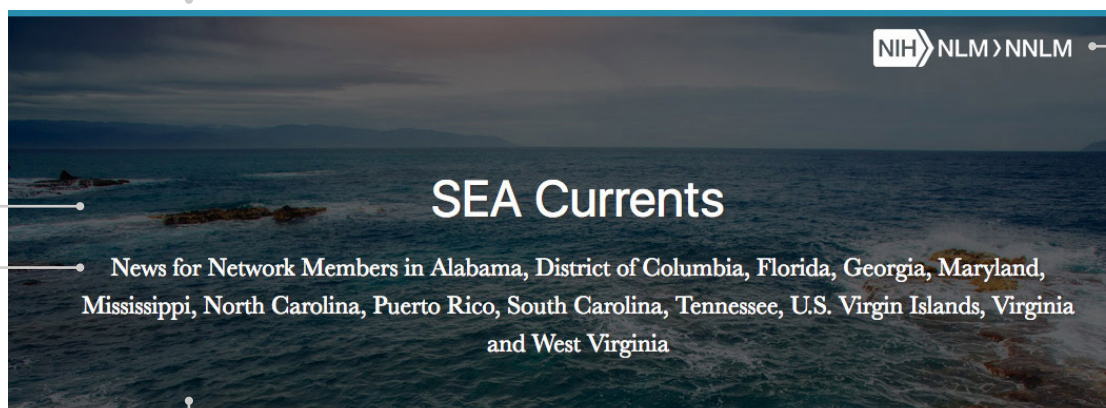 NIH NLM NNLM
SEA Currents
News for Network Members in Alabama, District of Columbia, Florida, Georgia, Maryland,
Mississippi, North Carolina, Puerto Rico, South Carolina, Tennessee, U.S. Virgin Islands, Virginia
and West Virginia